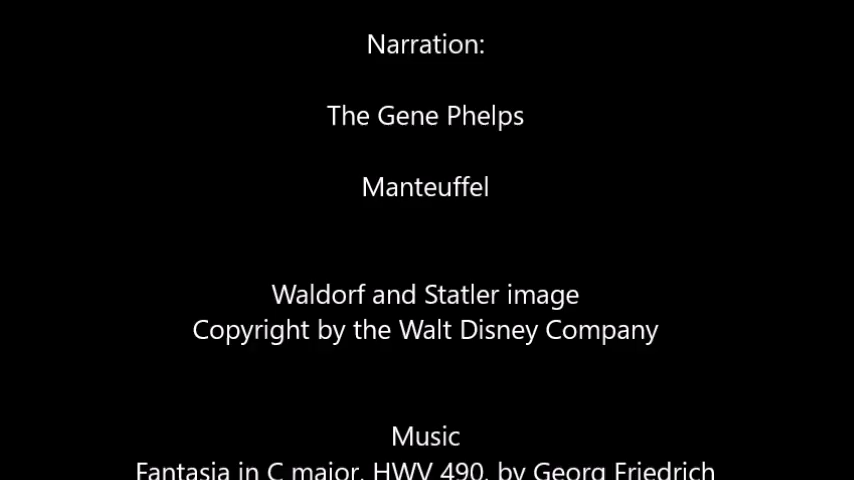 Narration:
The Gene Phelps
Manteuffel
Waldorf and Statler image
Copyright by the Walt Disney Company
Music
Fantasia in C major, HWV 490, by Georg Friedrich